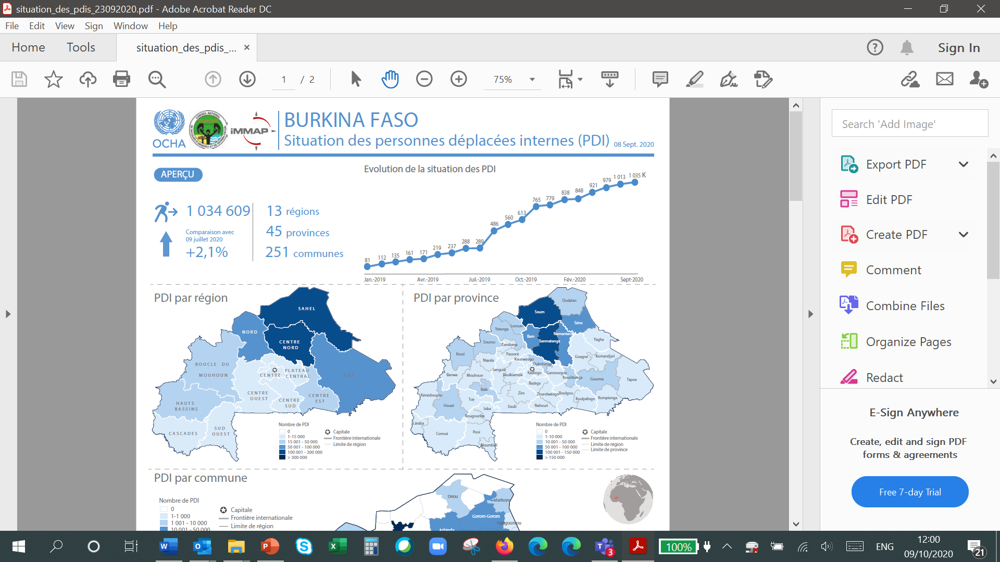 situation_des_pdis_23092020.pdf - Adobe Acrobat Reader DC
File Edit View Sign Window Help
Home Tools situation_des_pdis_... × Sign In
1 / 2 75%
OCHA
iMMAP
BURKINA FASO
Situation des personnes déplacées internes (PDI) 08 Sept. 2020
APERÇU
1 034 609
Comparaison avec
09 juillet 2020
+2,1%
13 régions
45 provinces
251 communes
Evolution de la situation des PDI
81 112 135 161 171 219 237 288 289 486 560 613 765 779 838 848 921 979 1 013 1 035 K
Jan.-2019 Avr.-2019 Juil.-2019 Oct.-2019 Fév.-2020 Sept-2020
PDI par région
SAHEL
NORD
CENTRE
NORD
BOUCLE DU
MOUHOUN
EST
CENTRE
PLATEAU
CENTRAL
CENTRE
OUEST
CENTRE
SUD
CENTRE
EST
HAUTS
BASSINS
CASCADES
SUD
OUEST
Nombre de PDI
0
1-15 000
15 001 - 50 000
50 001 - 100 000
100 001 - 300 000
> 300 000
Capitale
Frontière internationale
Limite de région
PDI par province
Oudalan
Soum
Séno
Loroum
Yatenga
Bam
Namentenga
Sanmatenga
Yagha
Sourou
Zondoma
Kossi
Passoré
Gnagna
Komandjari
Nayala
Kourwéogo
Oubritenga
Sanguié
Banwa
Mouhoun
Boulkiemdé
Kadiogo
Ganzourgou
Kourittenga
Gourma
Tapoa
Bazèga
Balé
Kénédougou
Ziro
Zoundwéogo
Boulgou
Tuy
Koulpélogo
Kompienga
Houet
Ioba
Sissili
Nahouri
Bougouriba
Léraba
Comoé
Poni
Noumbiel
Nombre de PDI
0
1-10 000
10 001 - 50 000
50 001 - 100 000
100 001 - 150 000
> 150 000
Capitale
Frontière internationale
Limite de région
Limite de province
PDI par commune
Nombre de PDI
0
1-1 000
1 001 - 10 000
10 001 - 50 000
Capitale
Frontière internationale
Limite de région
Déou
Markoye
Gorom-Gorom
Falagountou
Arbinda
Search 'Add Image'
Export PDF
Edit PDF
Create PDF
Comment
Combine Files
Organize Pages
Redact
E-Sign Anywhere
Create, edit and sign PDF
forms & agreements
Free 7-day Trial
100%
3
ENG
12:00
09/10/2020
21